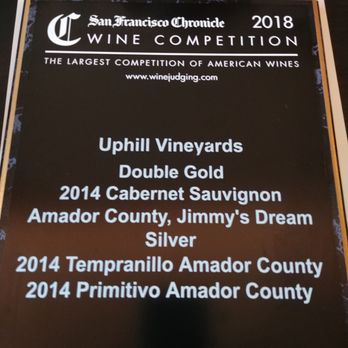 C San Francisco Chronicle 2018
WINE COMPETITION
THE LARGEST COMPETITION OF AMERICAN WINES
www.winejudging.com
Uphill Vineyards
Double Gold
2014 Cabernet Sauvignon
Amador County, Jimmy's Dream
Silver
2014 Tempranillo Amador County
2014 Primitivo Amador County